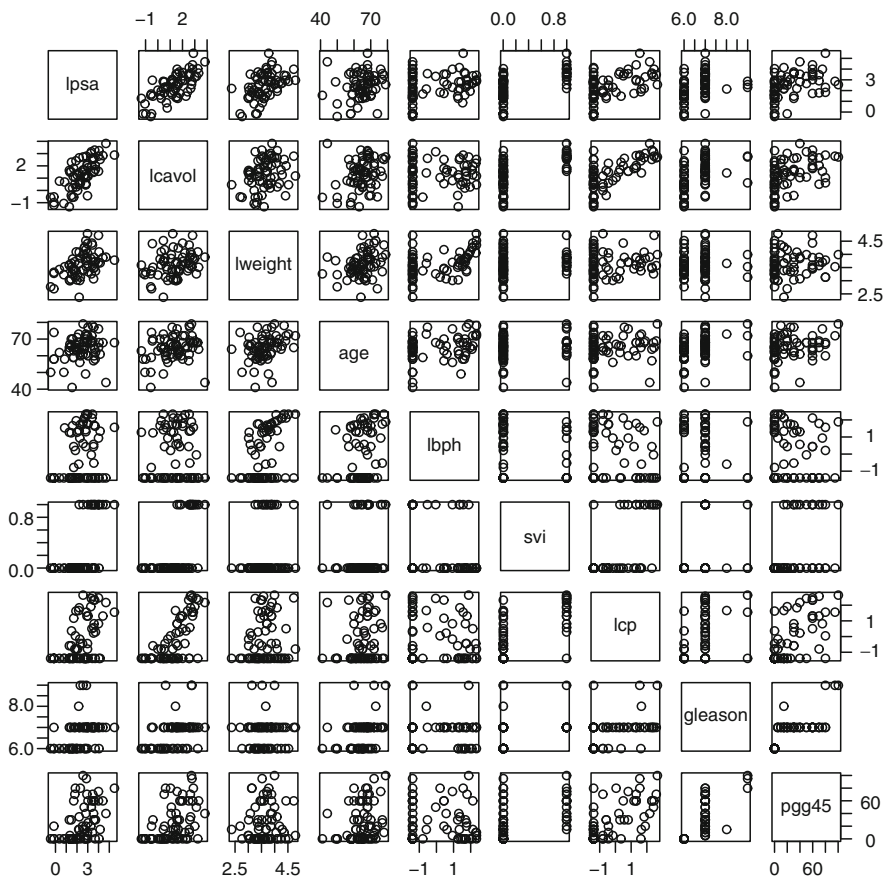 −1 2 40 70 0.0 6.0 8.0
lpsa 0 3
−1 2 lcavol
lweight 2.5 4.5
40 70 age
lbph −1 1
0.0 0.8 svi
lcp −1 1
6.0 8.0 gleason
pgg45 0 60
0 3 2.5 4.5 −1 1 −1 1 0 60